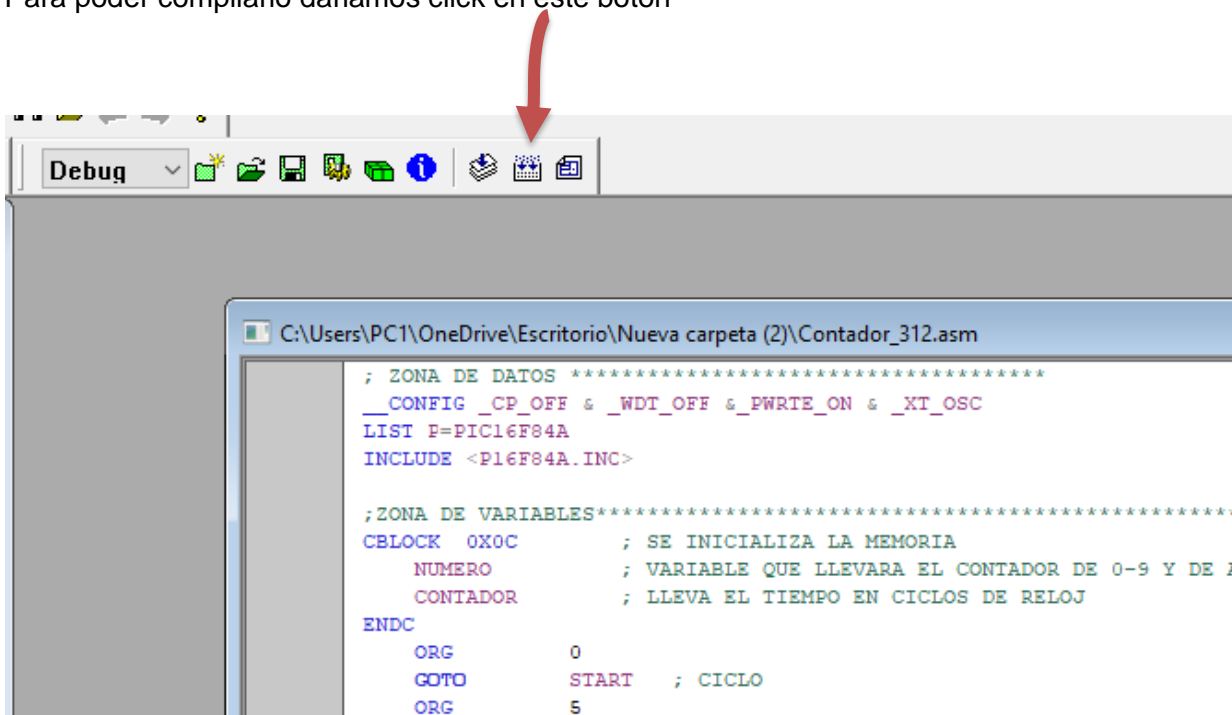 Para poder compilarlo daríamos click en este botón
Debug
C:\Users\PC1\OneDrive\Escritorio\Nueva carpeta (2)\Contador_312.asm
; ZONA DE DATOS *************************************
__CONFIG _CP_OFF & _WDT_OFF &_PWRTE_ON & _XT_OSC
LIST P=PIC16F84A
INCLUDE <P16F84A.INC>
;ZONA DE VARIABLES**************************************************
CBLOCK 0X0C ; SE INICIALIZA LA MEMORIA
NUMERO ; VARIABLE QUE LLEVARA EL CONTADOR DE 0-9 Y DE
CONTADOR ; LLEVA EL TIEMPO EN CICLOS DE RELOJ
ENDC
ORG 0
GOTO START ; CICLO
ORG 5